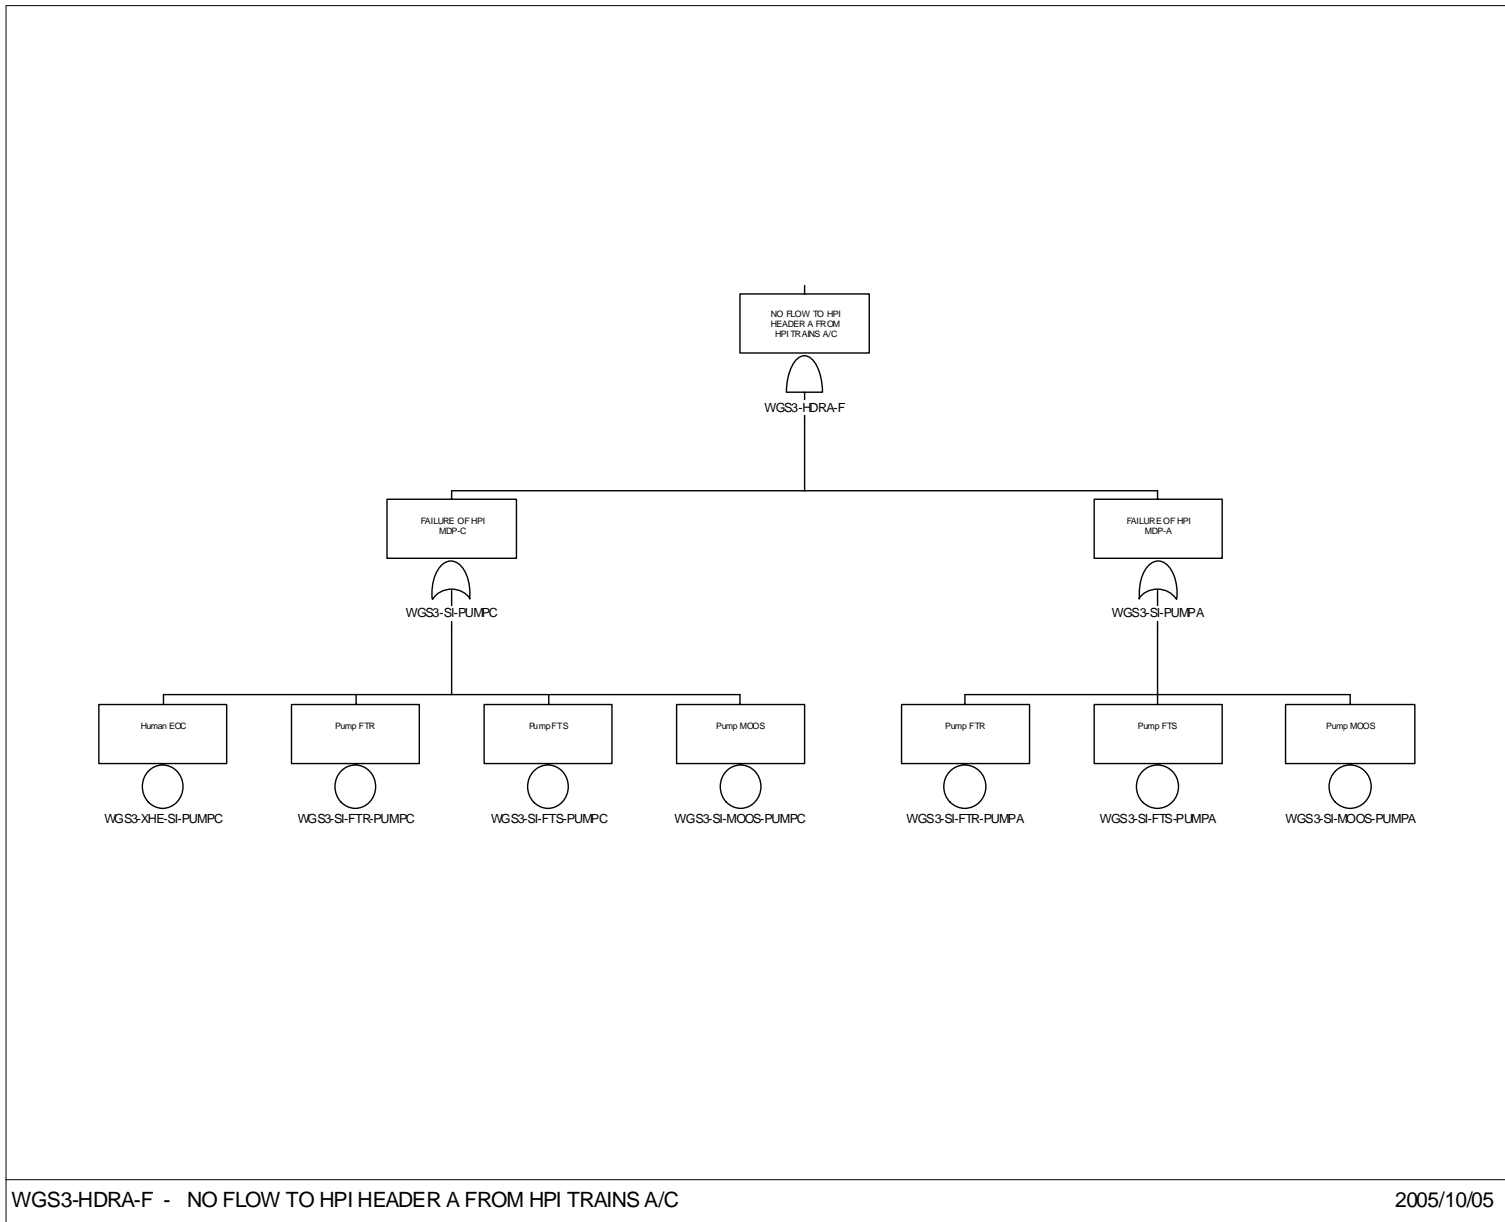 NO FLOW TO HPI
HEADER A FROM
HPI TRAINS A/C
WGS3-HDRA-F
FAILURE OF HPI
MDP-C
FAILURE OF HPI
MDP-A
WGS3-SI-PUMPC
WGS3-SI-PUMPA
Human EOC
Pump FTR
Pump FTS
Pump MOOS
Pump FTR
Pump FTS
Pump MOOS
WGS3-XHE-SI-PUMPC
WGS3-SI-FTR-PUMPC
WGS3-SI-FTS-PUMPC
WGS3-SI-MOOS-PUMPC
WGS3-SI-FTR-PUMPA
WGS3-SI-FTS-PUMPA
WGS3-SI-MOOS-PUMPA
WGS3-HDRA-F - NO FLOW TO HPI HEADER A FROM HPI TRAINS A/C
2005/10/05